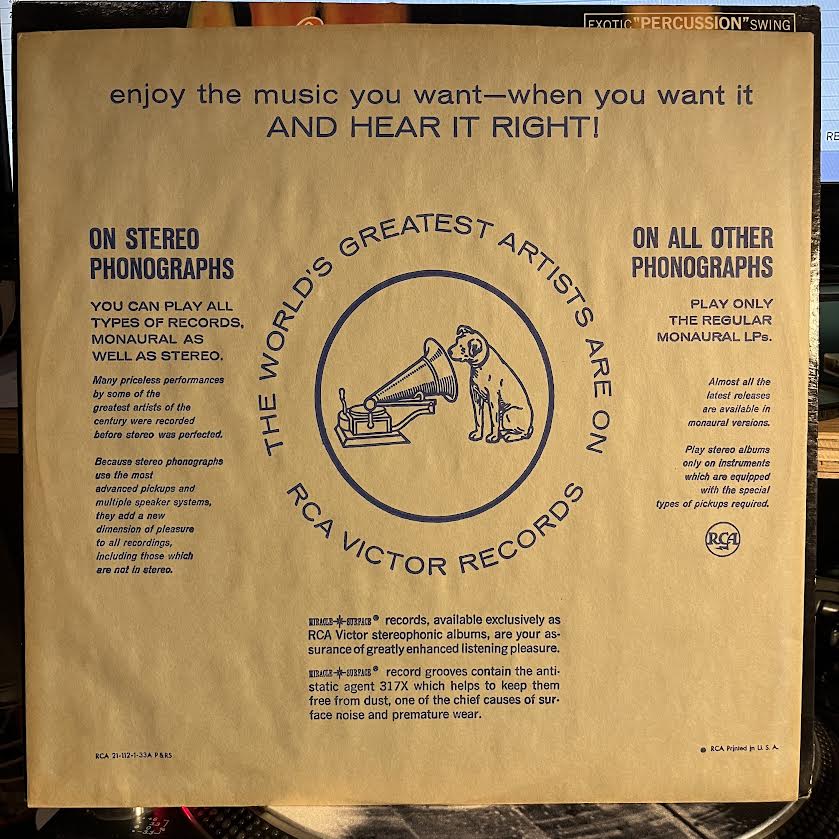 EXOTIC "PERCUSSION" SWING
enjoy the music you want—when you want it
AND HEAR IT RIGHT!
THE WORLD'S GREATEST ARTISTS ARE ON
RCA VICTOR RECORDS
ON STEREO
PHONOGRAPHS
YOU CAN PLAY ALL
TYPES OF RECORDS,
MONAURAL AS
WELL AS STEREO.
Many priceless performances
by some of the
greatest artists of the
century were recorded
before stereo was perfected.
Because stereo phonographs
use the most
advanced pickups and
multiple speaker systems,
they add a new
dimension of pleasure
to all recordings,
including those which
are not in stereo.
ON ALL OTHER
PHONOGRAPHS
PLAY ONLY
THE REGULAR
MONAURAL LPs.
Almost all the
latest releases
are available in
monaural versions.
Play stereo albums
only on instruments
which are equipped
with the special
types of pickups required.
RCA
MIRACLE-SURFACE® records, available exclusively as
RCA Victor stereophonic albums, are your as-
surance of greatly enhanced listening pleasure.
MIRACLE-SURFACE® record grooves contain the anti-
static agent 317X which helps to keep them
free from dust, one of the chief causes of sur-
face noise and premature wear.
RCA 21-112-1-33A P&RS
® RCA Printed in U. S. A.
RE